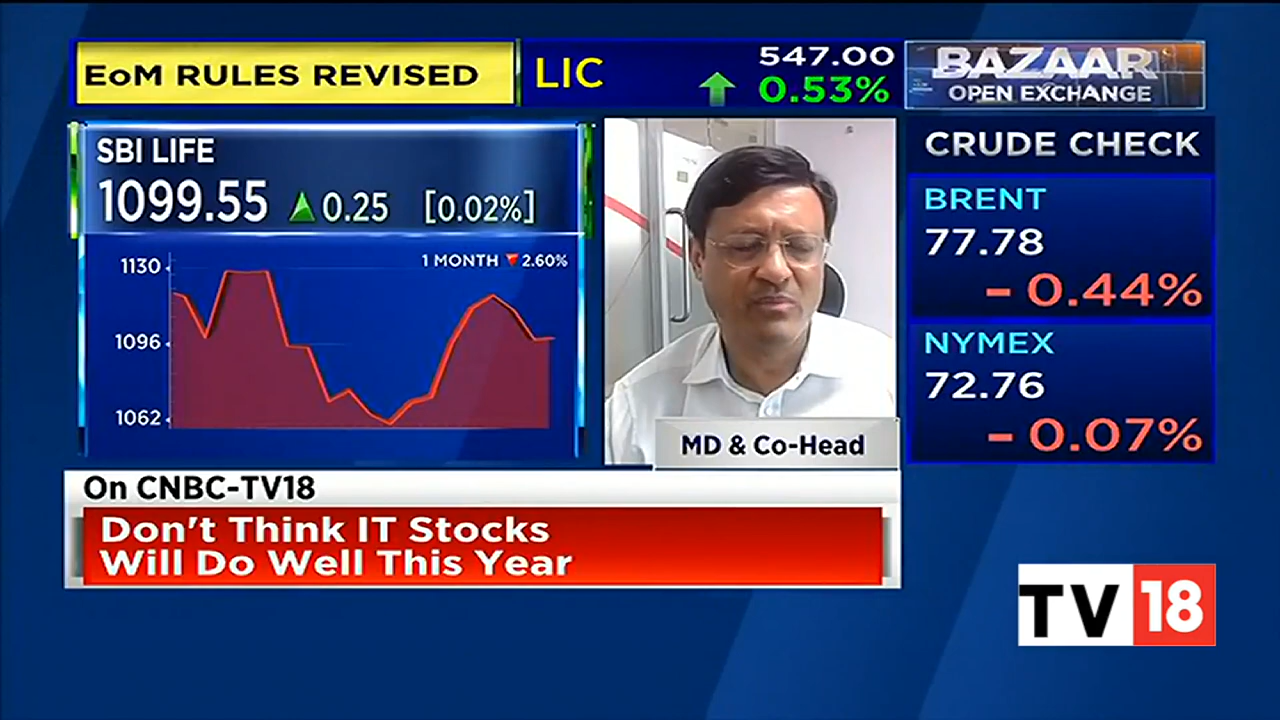 EoM RULES REVISED
LIC
547.00
0.53%
BAZAAR
OPEN EXCHANGE
SBI LIFE
1099.55 0.25 [0.02%]
1 MONTH 2.60%
1130
1096
1062
MD & Co-Head
CRUDE CHECK
BRENT
77.78
- 0.44%
NYMEX
72.76
- 0.07%
On CNBC-TV18
Don't Think IT Stocks
Will Do Well This Year
TV18